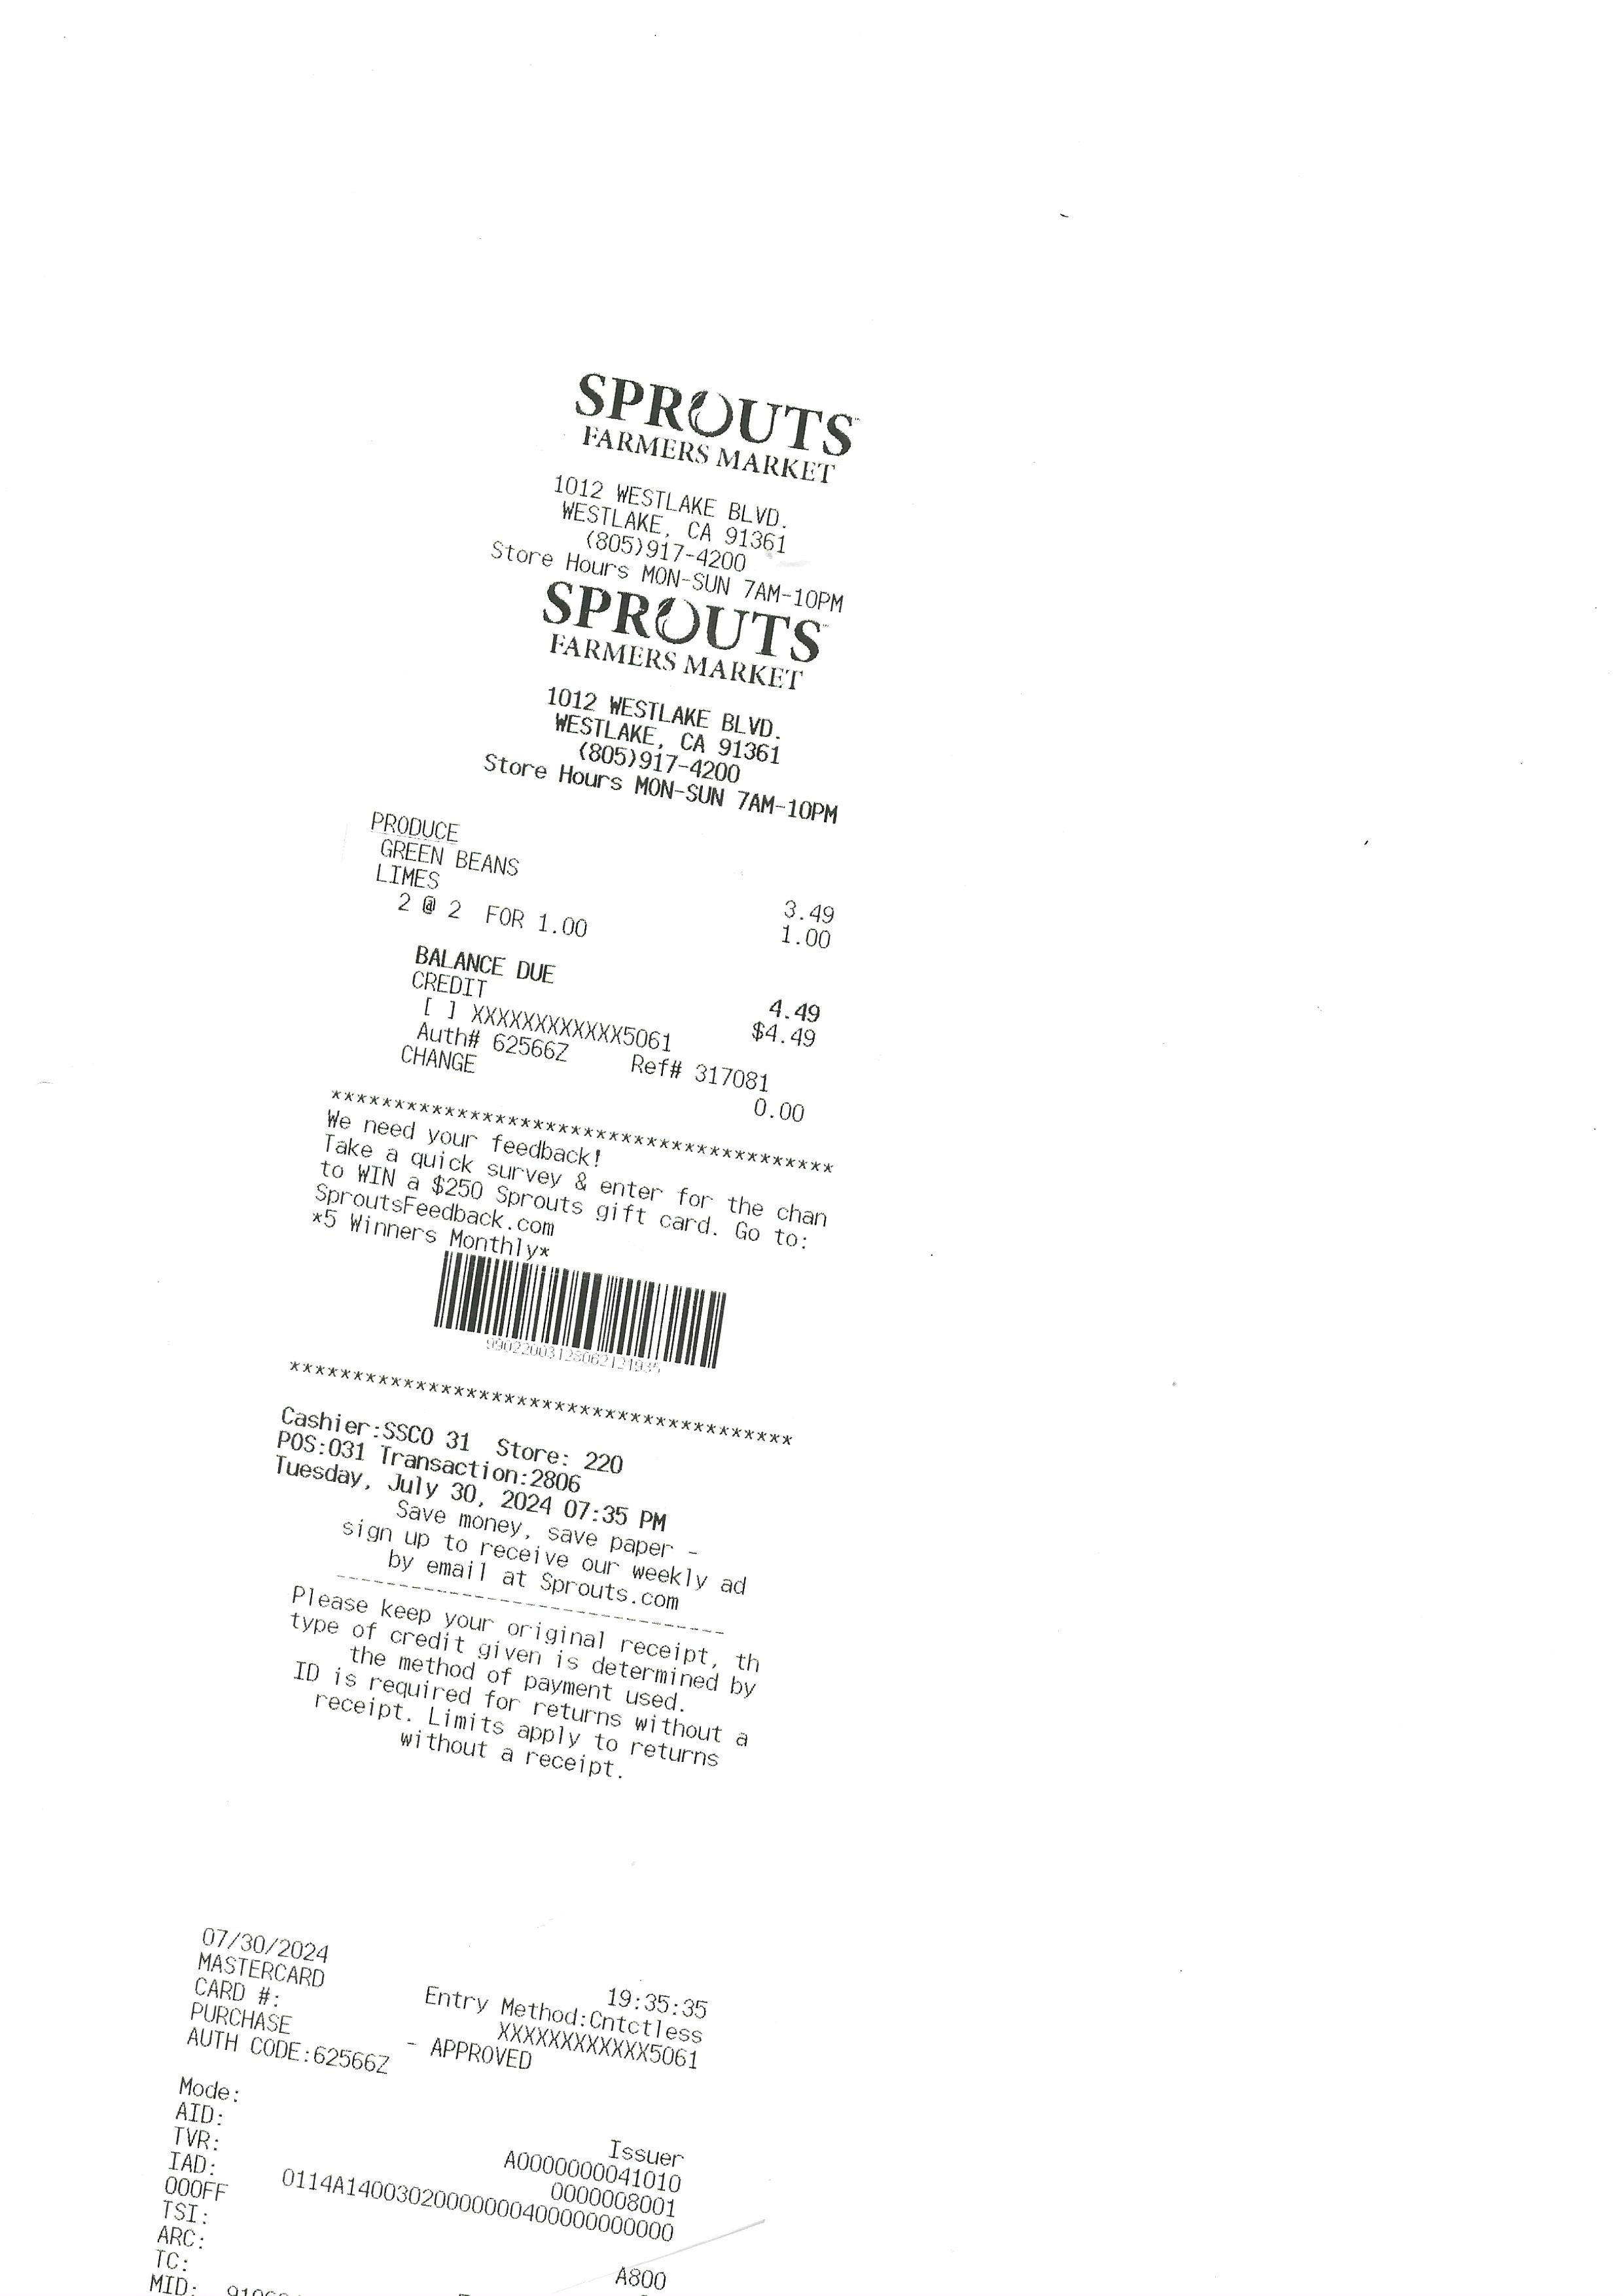 SPROUTS
FARMERS MARKET
1012 WESTLAKE BLVD.
WESTLAKE, CA 91361
(805)917-4200
Store Hours MON-SUN 7AM-10PM
SPROUTS
FARMERS MARKET
1012 WESTLAKE BLVD.
WESTLAKE, CA 91361
(805)917-4200
Store Hours MON-SUN 7AM-10PM
PRODUCE
GREEN BEANS 3.49
LIMES 1.00
2 @ 2 FOR 1.00
BALANCE DUE 4.49
CREDIT $4.49
[ ] XXXXXXXXXXXX5061
Auth# 62566Z Ref# 317081
CHANGE 0.00
****************************************
We need your feedback!
Take a quick survey & enter for the chan
to WIN a $250 Sprouts gift card. Go to:
SproutsFeedback.com
*5 Winners Monthly*
99022003128062121935
****************************************
Cashier:SSCO 31 Store: 220
POS:031 Transaction:2806
Tuesday, July 30, 2024 07:35 PM
Save money, save paper -
sign up to receive our weekly ad
by email at Sprouts.com
-------------------------------
Please keep your original receipt, th
type of credit given is determined by
the method of payment used.
ID is required for returns without a
receipt. Limits apply to returns
without a receipt.
07/30/2024 19:35:35
MASTERCARD Entry Method:Cntctless
CARD #: XXXXXXXXXXXX5061
PURCHASE - APPROVED
AUTH CODE:62566Z
Mode: Issuer
AID: A0000000041010
TVR: 0000008001
IAD: 0114A14003020000000400000000000
000FF
TSI:
ARC: A800
TC:
MID: